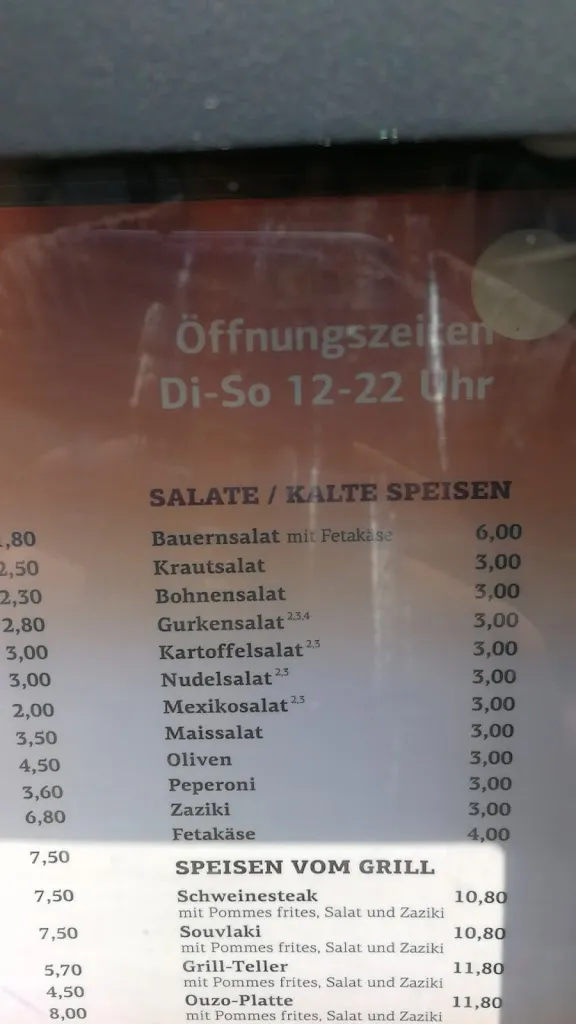 Öffnungszeiten
Di-So 12-22 Uhr
SALATE / KALTE SPEISEN
Bauernsalat mit Fetakäse 6,00
Krautsalat 3,00
Bohnensalat 3,00
Gurkensalat 2,3,4 3,00
Kartoffelsalat 2,3 3,00
Nudelsalat 2,3 3,00
Mexikosalat 2,3 3,00
Maissalat 3,00
Oliven 3,00
Peperoni 3,00
Zaziki 3,00
Fetakäse 4,00
SPEISEN VOM GRILL
Schweinesteak 10,80
mit Pommes frites, Salat und Zaziki
Souvlaki 10,80
mit Pommes frites, Salat und Zaziki
Grill-Teller 11,80
mit Pommes frites, Salat und Zaziki
Ouzo-Platte 11,80
mit Pommes frites, Salat und Zaziki
,80
2,50
2,30
2,80
3,00
3,00
2,00
3,50
4,50
3,60
6,80
7,50
7,50
7,50
5,70
4,50
8,00